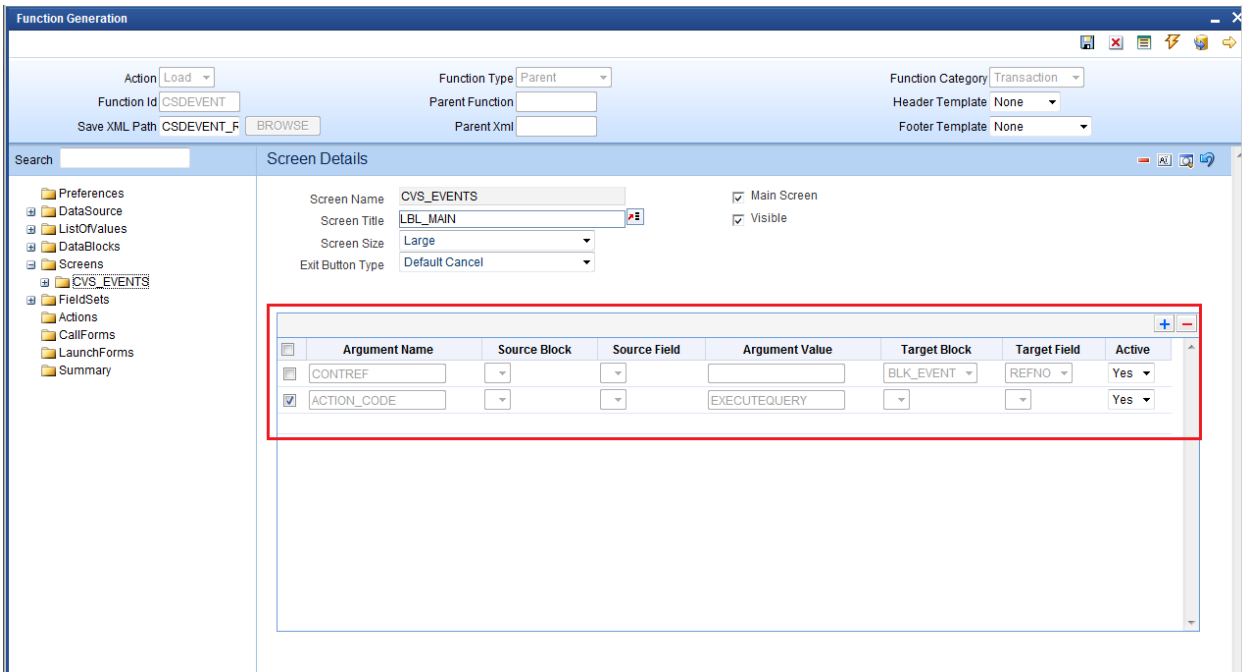 Function Generation
Action Load Function Type Parent Function Category Transaction
Function Id CSDEVENT Parent Function Header Template None
Save XML Path CSDEVENT_R BROWSE Parent Xml Footer Template None
Search Screen Details
Preferences
DataSource
ListOfValues
DataBlocks
Screens
CVS_EVENTS
FieldSets
Actions
CallForms
LaunchForms
Summary
Screen Name CVS_EVENTS Main Screen
Screen Title LBL_MAIN Visible
Screen Size Large
Exit Button Type Default Cancel
Argument Name Source Block Source Field Argument Value Target Block Target Field Active
CONTREF BLK_EVENT REFNO Yes
ACTION_CODE EXECUTEQUERY Yes